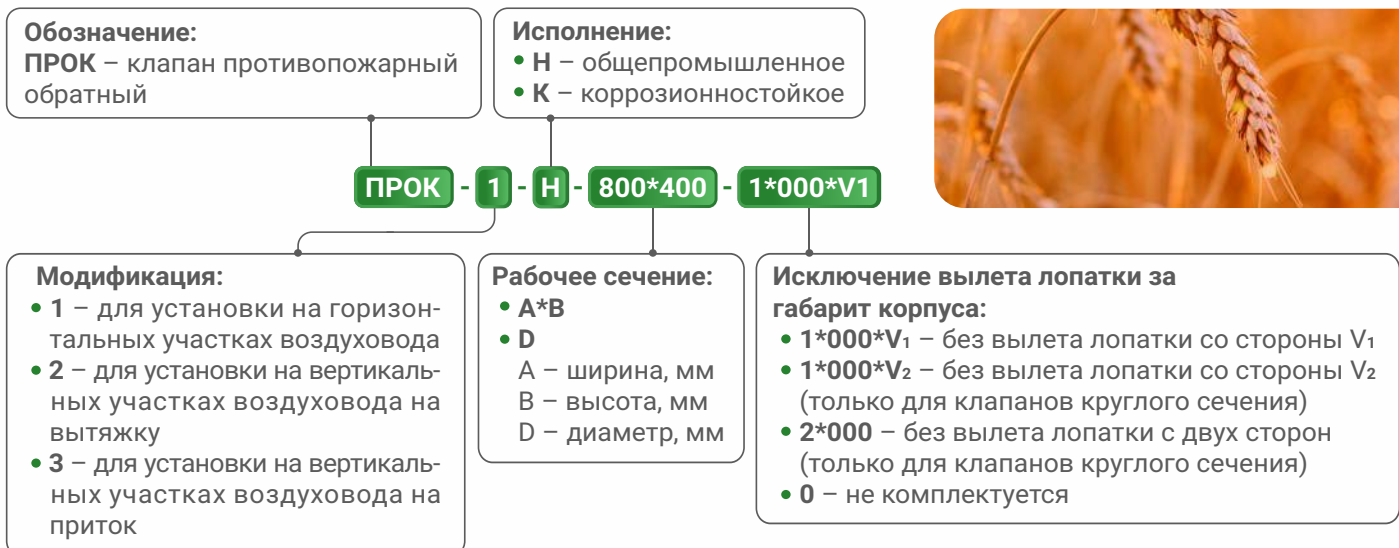 Обозначение:
ПРОК – клапан противопожарный
обратный
Исполнение:
• Н – общепромышленное
• К – коррозионностойкое
ПРОК - 1 - Н - 800*400 - 1*000*V1
Модификация:
• 1 – для установки на горизон-
тальных участках воздуховода
• 2 – для установки на вертикаль-
ных участках воздуховода на
вытяжку
• 3 – для установки на вертикаль-
ных участках воздуховода на
приток
Рабочее сечение:
• А*В
• D
А – ширина, мм
В – высота, мм
D – диаметр, мм
Исключение вылета лопатки за
габарит корпуса:
• 1*000*V₁ – без вылета лопатки со стороны V₁
• 1*000*V₂ – без вылета лопатки со стороны V₂
(только для клапанов круглого сечения)
• 2*000 – без вылета лопатки с двух сторон
(только для клапанов круглого сечения)
• 0 – не комплектуется